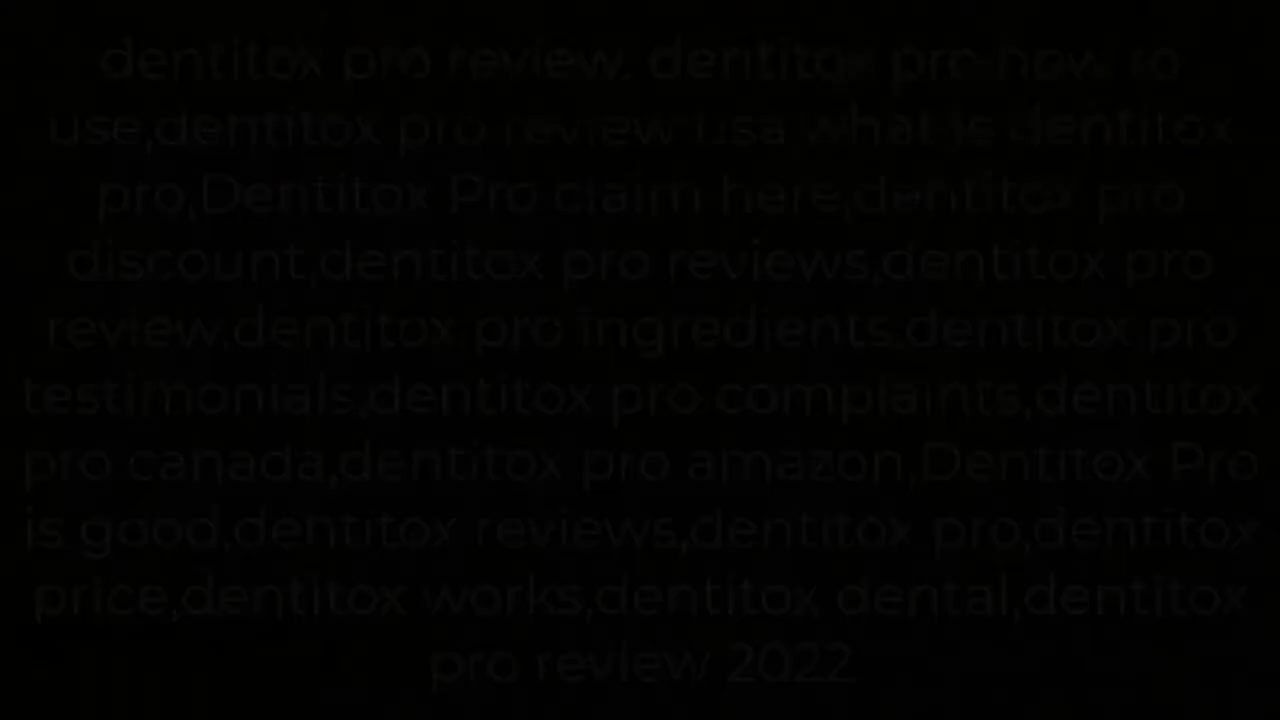 dentitox pro review, dentitox pro how to
use,dentitox pro review usa what is dentitox
pro,Dentitox Pro claim here,dentitox pro
discount,dentitox pro reviews,dentitox pro
review,dentitox pro ingredients,dentitox pro
testimonials,dentitox pro complaints,dentitox
pro canada,dentitox pro amazon,Dentitox Pro
is good,dentitox reviews,dentitox pro,dentitox
price,dentitox works,dentitox dental,dentitox
pro review 2022